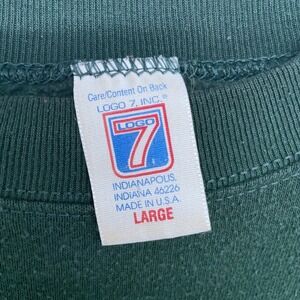 Care/Content On Back
LOGO 7, INC.®
LOGO
7
INDIANAPOLIS,
INDIANA 46226
MADE IN U.S.A.
LARGE